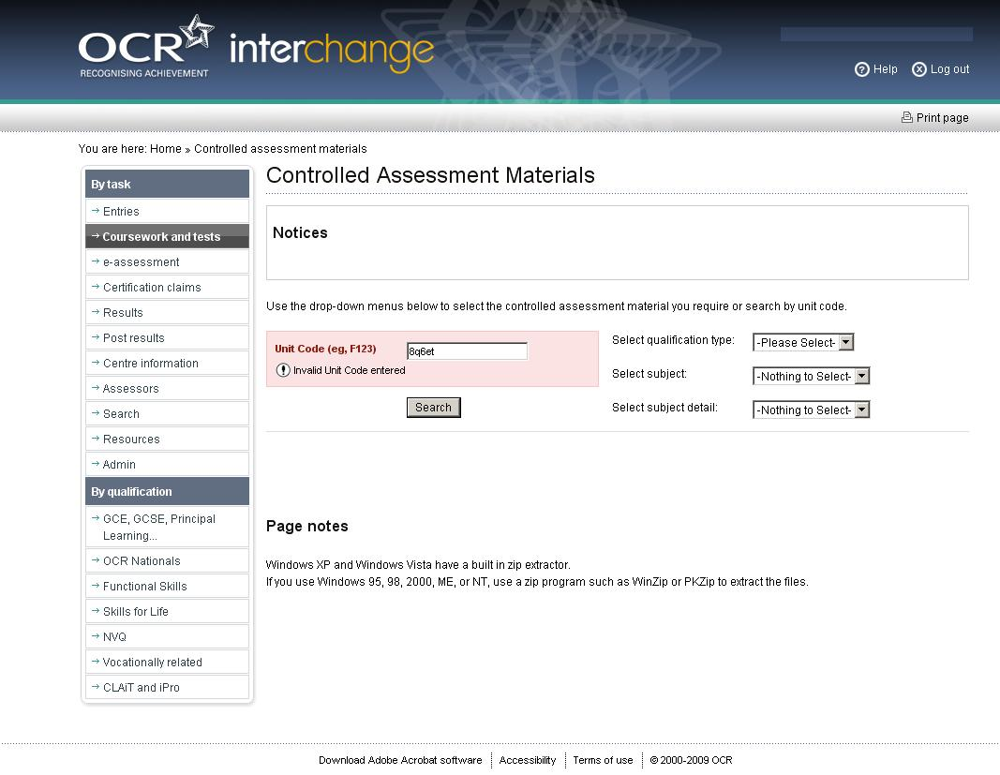 OCR
RECOGNISING ACHIEVEMENT
interchange
Help
Log out
Print page
You are here: Home » Controlled assessment materials
By task
Entries
Coursework and tests
e-assessment
Certification claims
Results
Post results
Centre information
Assessors
Search
Resources
Admin
By qualification
GCE, GCSE, Principal
Learning...
OCR Nationals
Functional Skills
Skills for Life
NVQ
Vocationally related
CLAiT and iPro
Controlled Assessment Materials
Notices
Use the drop-down menus below to select the controlled assessment material you require or search by unit code.
Unit Code (eg, F123) 8q6et
Invalid Unit Code entered
Search
Select qualification type: -Please Select-
Select subject: -Nothing to Select-
Select subject detail: -Nothing to Select-
Page notes
Windows XP and Windows Vista have a built in zip extractor.
If you use Windows 95, 98, 2000, ME, or NT, use a zip program such as WinZip or PKZip to extract the files.
Download Adobe Acrobat software Accessibility Terms of use © 2000-2009 OCR